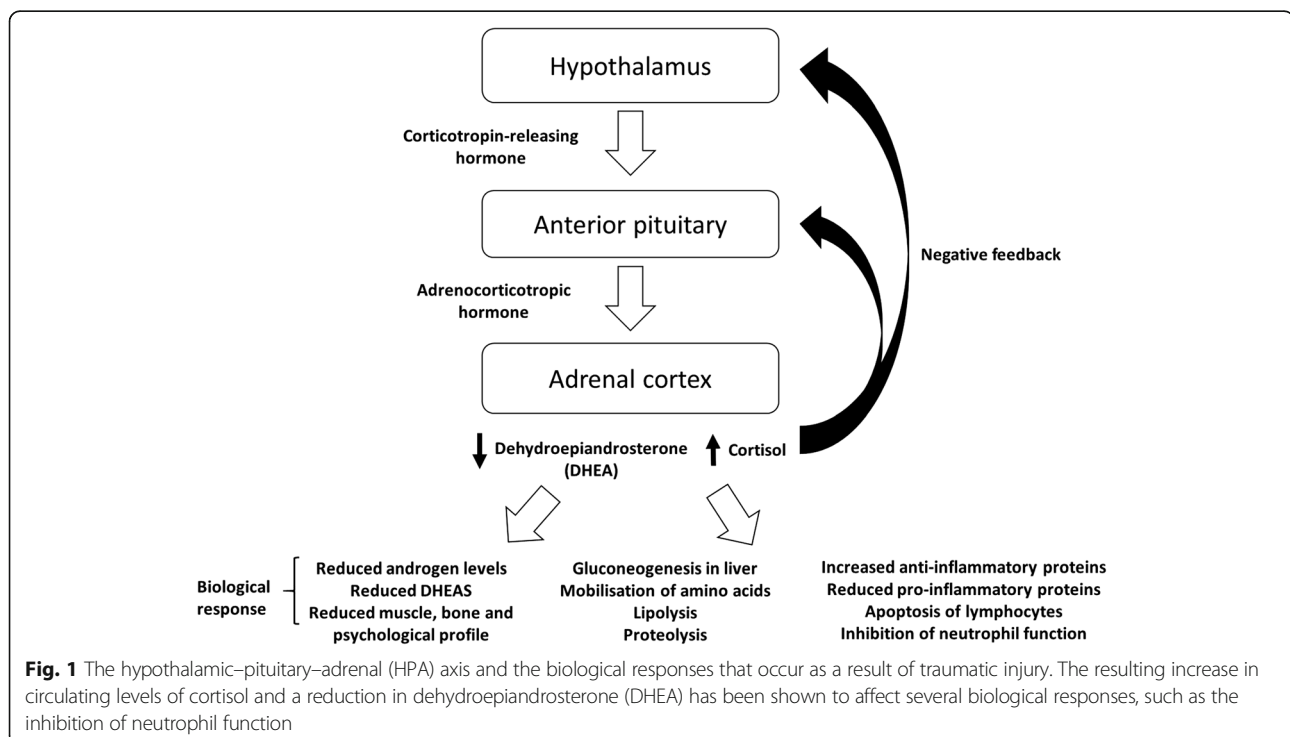 Hypothalamus
Corticotropin-releasing
hormone
Anterior pituitary
Negative feedback
Adrenocorticotropic
hormone
Adrenal cortex
Dehydroepiandrosterone
(DHEA)
Cortisol
Biological
response
Reduced androgen levels
Reduced DHEAS
Reduced muscle, bone and
psychological profile
Gluconeogenesis in liver
Mobilisation of amino acids
Lipolysis
Proteolysis
Increased anti-inflammatory proteins
Reduced pro-inflammatory proteins
Apoptosis of lymphocytes
Inhibition of neutrophil function
Fig. 1 The hypothalamic–pituitary–adrenal (HPA) axis and the biological responses that occur as a result of traumatic injury. The resulting increase in
circulating levels of cortisol and a reduction in dehydroepiandrosterone (DHEA) has been shown to affect several biological responses, such as the
inhibition of neutrophil function